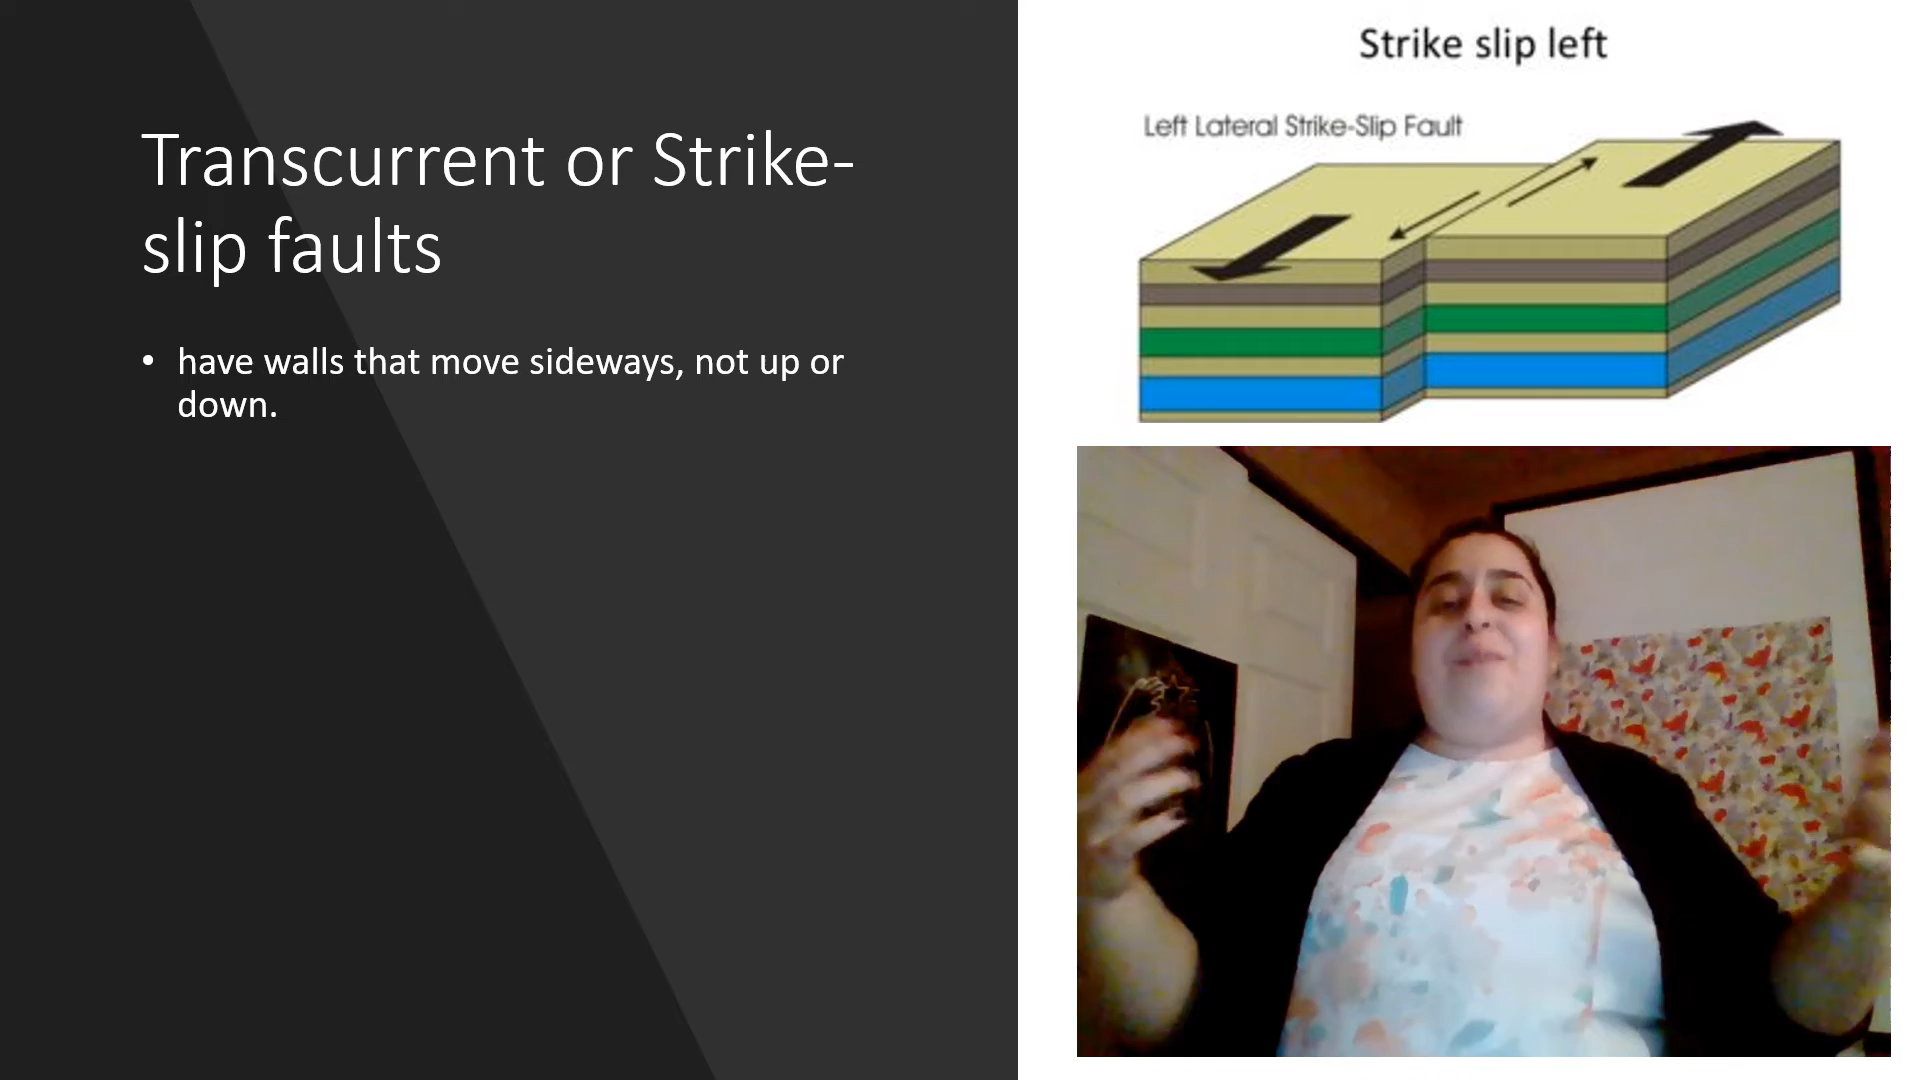 Transcurrent or Strike-
slip faults
• have walls that move sideways, not up or
down.
Strike slip left
Left Lateral Strike-Slip Fault